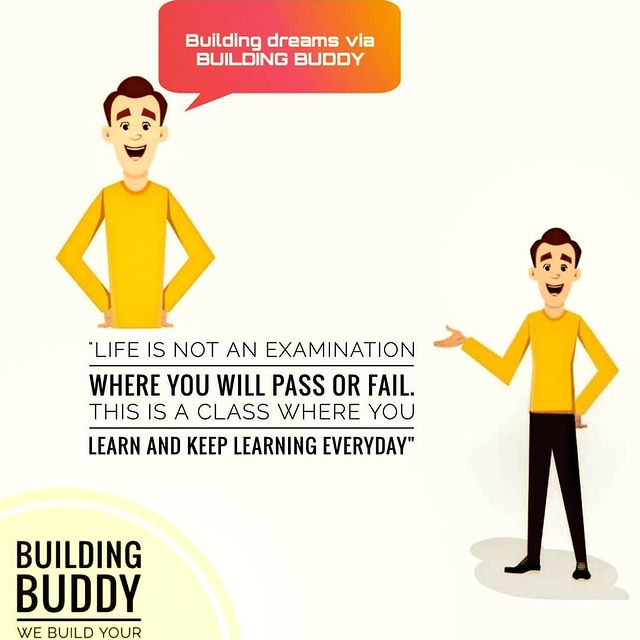 Building dreams via
BUILDING BUDDY
"LIFE IS NOT AN EXAMINATION
WHERE YOU WILL PASS OR FAIL.
THIS IS A CLASS WHERE YOU
LEARN AND KEEP LEARNING EVERYDAY"
BUILDING
BUDDY
WE BUILD YOUR